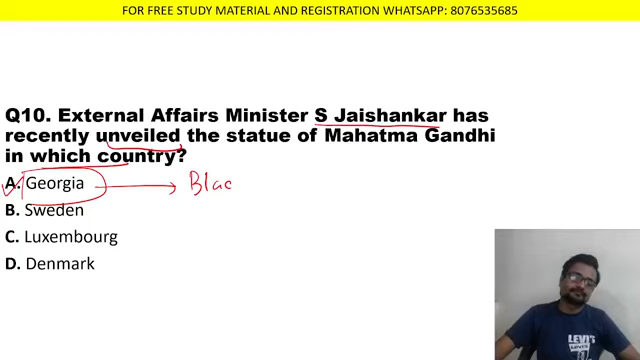 FOR FREE STUDY MATERIAL AND REGISTRATION WHATSAPP: 8076535685
Q10. External Affairs Minister S Jaishankar has
recently unveiled the statue of Mahatma Gandhi
in which country?
A. Georgia Blac
B. Sweden
C. Luxembourg
D. Denmark
LEVI'S